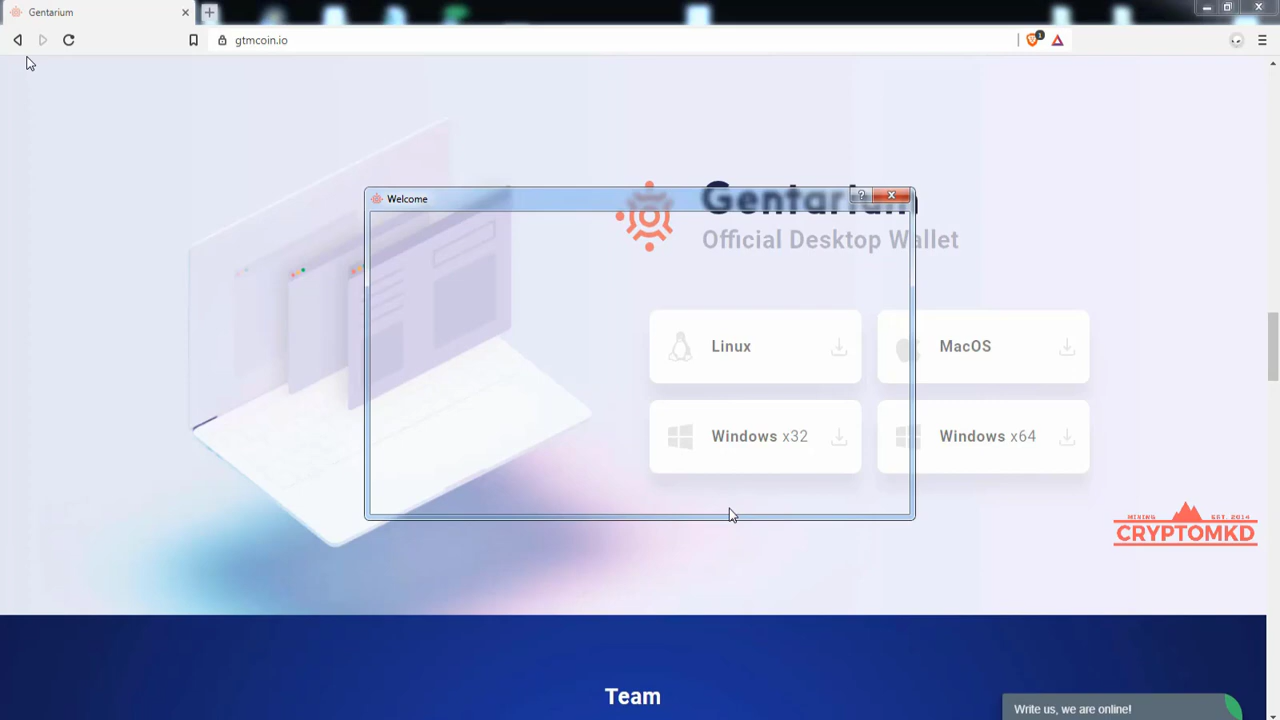 Gentarium
gtmcoin.io
1
Welcome
?
Gentarium
Official Desktop Wallet
Linux
MacOS
Windows x32
Windows x64
MINING EST. 2014
CRYPTOMKD
Team
Write us, we are online!